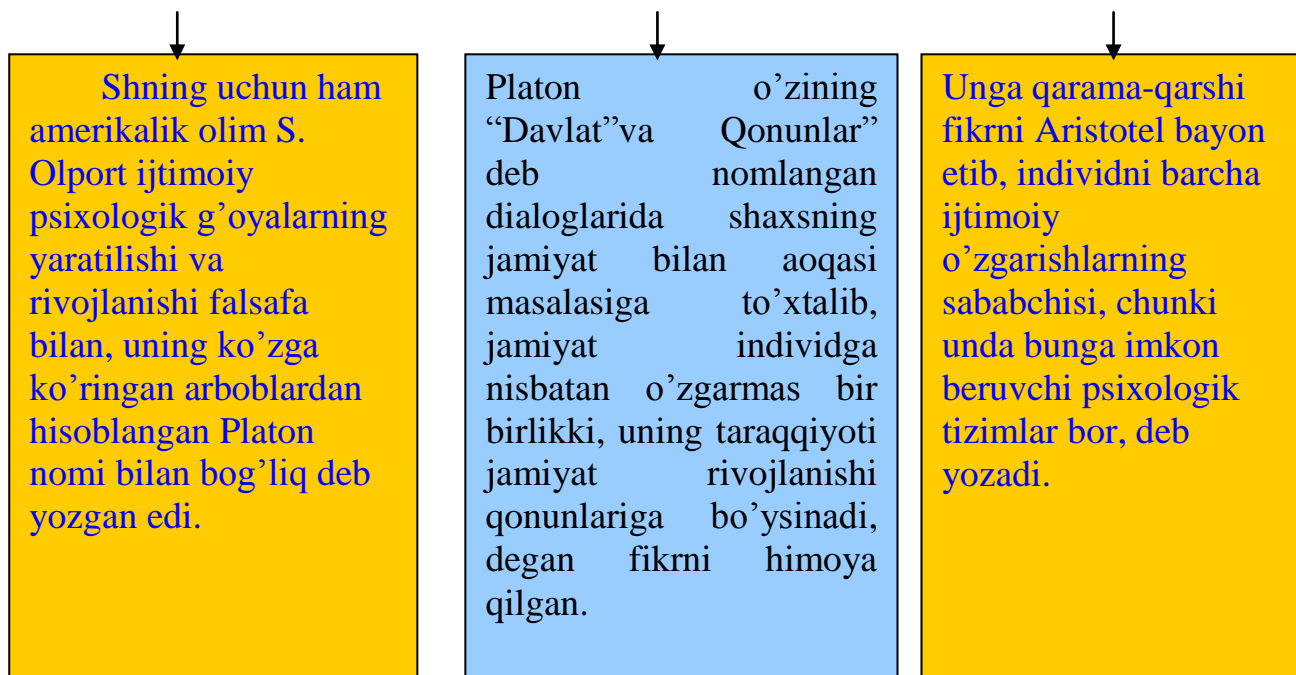 Shning uchun ham
amerikalik olim S.
Olport ijtimoiy
psixologik g’oyalarning
yaratilishi va
rivojlanishi falsafa
bilan, uning ko’zga
ko’ringan arboblardan
hisoblangan Platon
nomi bilan bog’liq deb
yozgan edi.
Platon o’zining
“Davlat”va Qonunlar”
deb nomlangan
dialoglarida shaxsning
jamiyat bilan aoqasi
masalasiga to’xtalib,
jamiyat individga
nisbatan o’zgarmas bir
birlikki, uning taraqqiyoti
jamiyat rivojlanishi
qonunlariga bo’ysinadi,
degan fikrni himoya
qilgan.
Unga qarama-qarshi
fikrni Aristotel bayon
etib, individni barcha
ijtimoiy
o’zgarishlarning
sababchisi, chunki
unda bunga imkon
beruvchi psixologik
tizimlar bor, deb
yozadi.